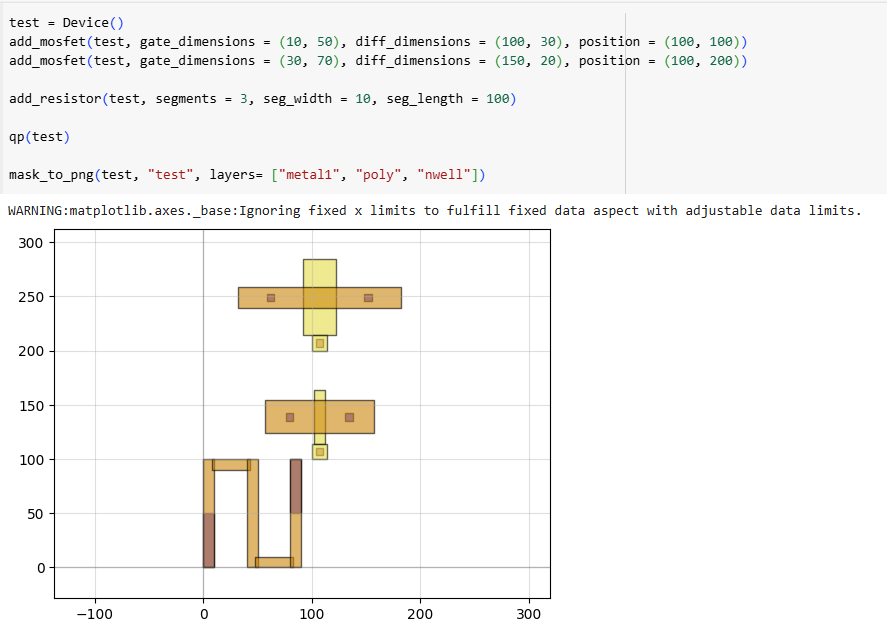 test = Device()
add_mosfet(test, gate_dimensions = (10, 50), diff_dimensions = (100, 30), position = (100, 100))
add_mosfet(test, gate_dimensions = (30, 70), diff_dimensions = (150, 20), position = (100, 200))
add_resistor(test, segments = 3, seg_width = 10, seg_length = 100)
qp(test)
mask_to_png(test, "test", layers= ["metal1", "poly", "nwell"])
WARNING:matplotlib.axes._base:Ignoring fixed x limits to fulfill fixed data aspect with adjustable data limits.
300
250
200
150
100
50
0
−100 0 100 200 300